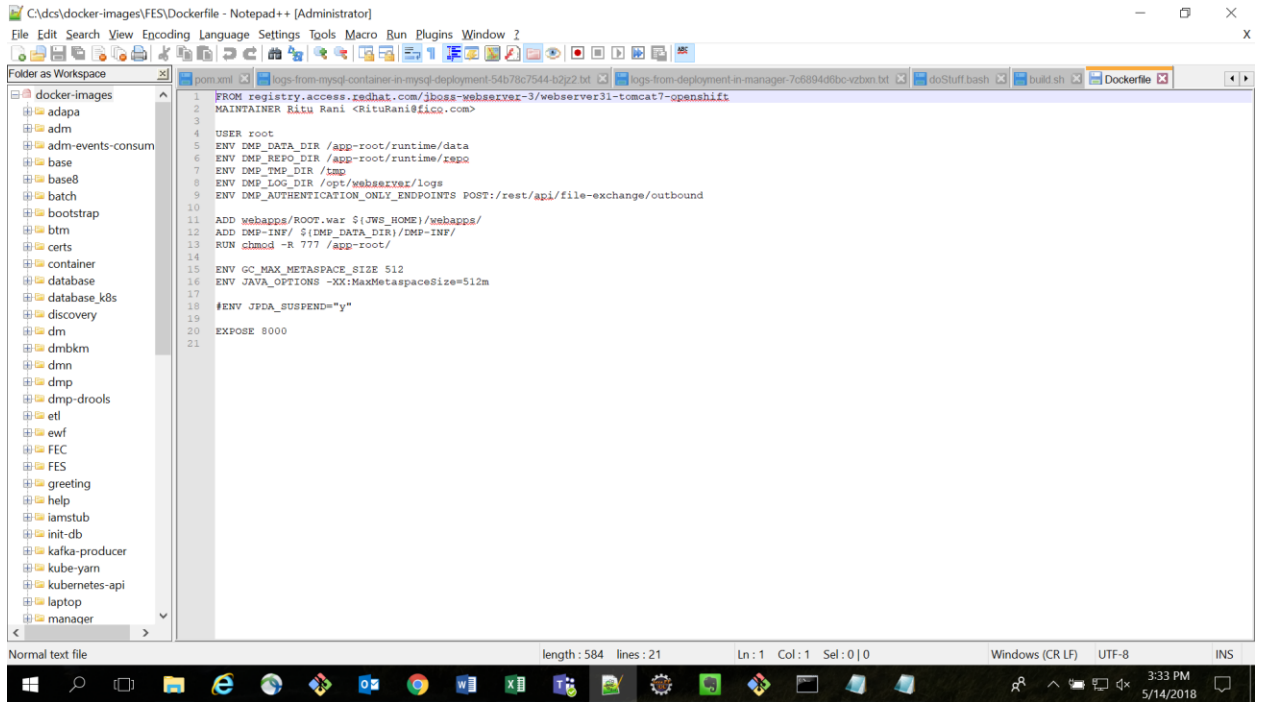 C:\dcs\docker-images\FES\Dockerfile - Notepad++ [Administrator]
File Edit Search View Encoding Language Settings Tools Macro Run Plugins Window ? X
Folder as Workspace
pom.xml logs-from-mysql-container-in-mysql-deployment-54b78c7544-b2jz2.txt logs-from-deployment-in-manager-7c6894d6bc-vzbxn.txt doStuff.bash build.sh Dockerfile
docker-images
adapa
adm
adm-events-consum
base
base8
batch
bootstrap
btm
certs
container
database
database_k8s
discovery
dm
dmbkm
dmn
dmp
dmp-drools
etl
ewf
FEC
FES
greeting
help
iamstub
init-db
kafka-producer
kube-yarn
kubernetes-api
laptop
manager
1 FROM registry.access.redhat.com/jboss-webserver-3/webserver31-tomcat7-openshift
2 MAINTAINER Ritu Rani <RituRani@fico.com>
3
4 USER root
5 ENV DMP_DATA_DIR /app-root/runtime/data
6 ENV DMP_REPO_DIR /app-root/runtime/repo
7 ENV DMP_TMP_DIR /tmp
8 ENV DMP_LOG_DIR /opt/webserver/logs
9 ENV DMP_AUTHENTICATION_ONLY_ENDPOINTS POST:/rest/api/file-exchange/outbound
10
11 ADD webapps/ROOT.war ${JWS_HOME}/webapps/
12 ADD DMP-INF/ ${DMP_DATA_DIR}/DMP-INF/
13 RUN chmod -R 777 /app-root/
14
15 ENV GC_MAX_METASPACE_SIZE 512
16 ENV JAVA_OPTIONS -XX:MaxMetaspaceSize=512m
17
18 #ENV JPDA_SUSPEND="y"
19
20 EXPOSE 8000
21
Normal text file length : 584 lines : 21 Ln : 1 Col : 1 Sel : 0 | 0 Windows (CR LF) UTF-8 INS
3:33 PM
5/14/2018